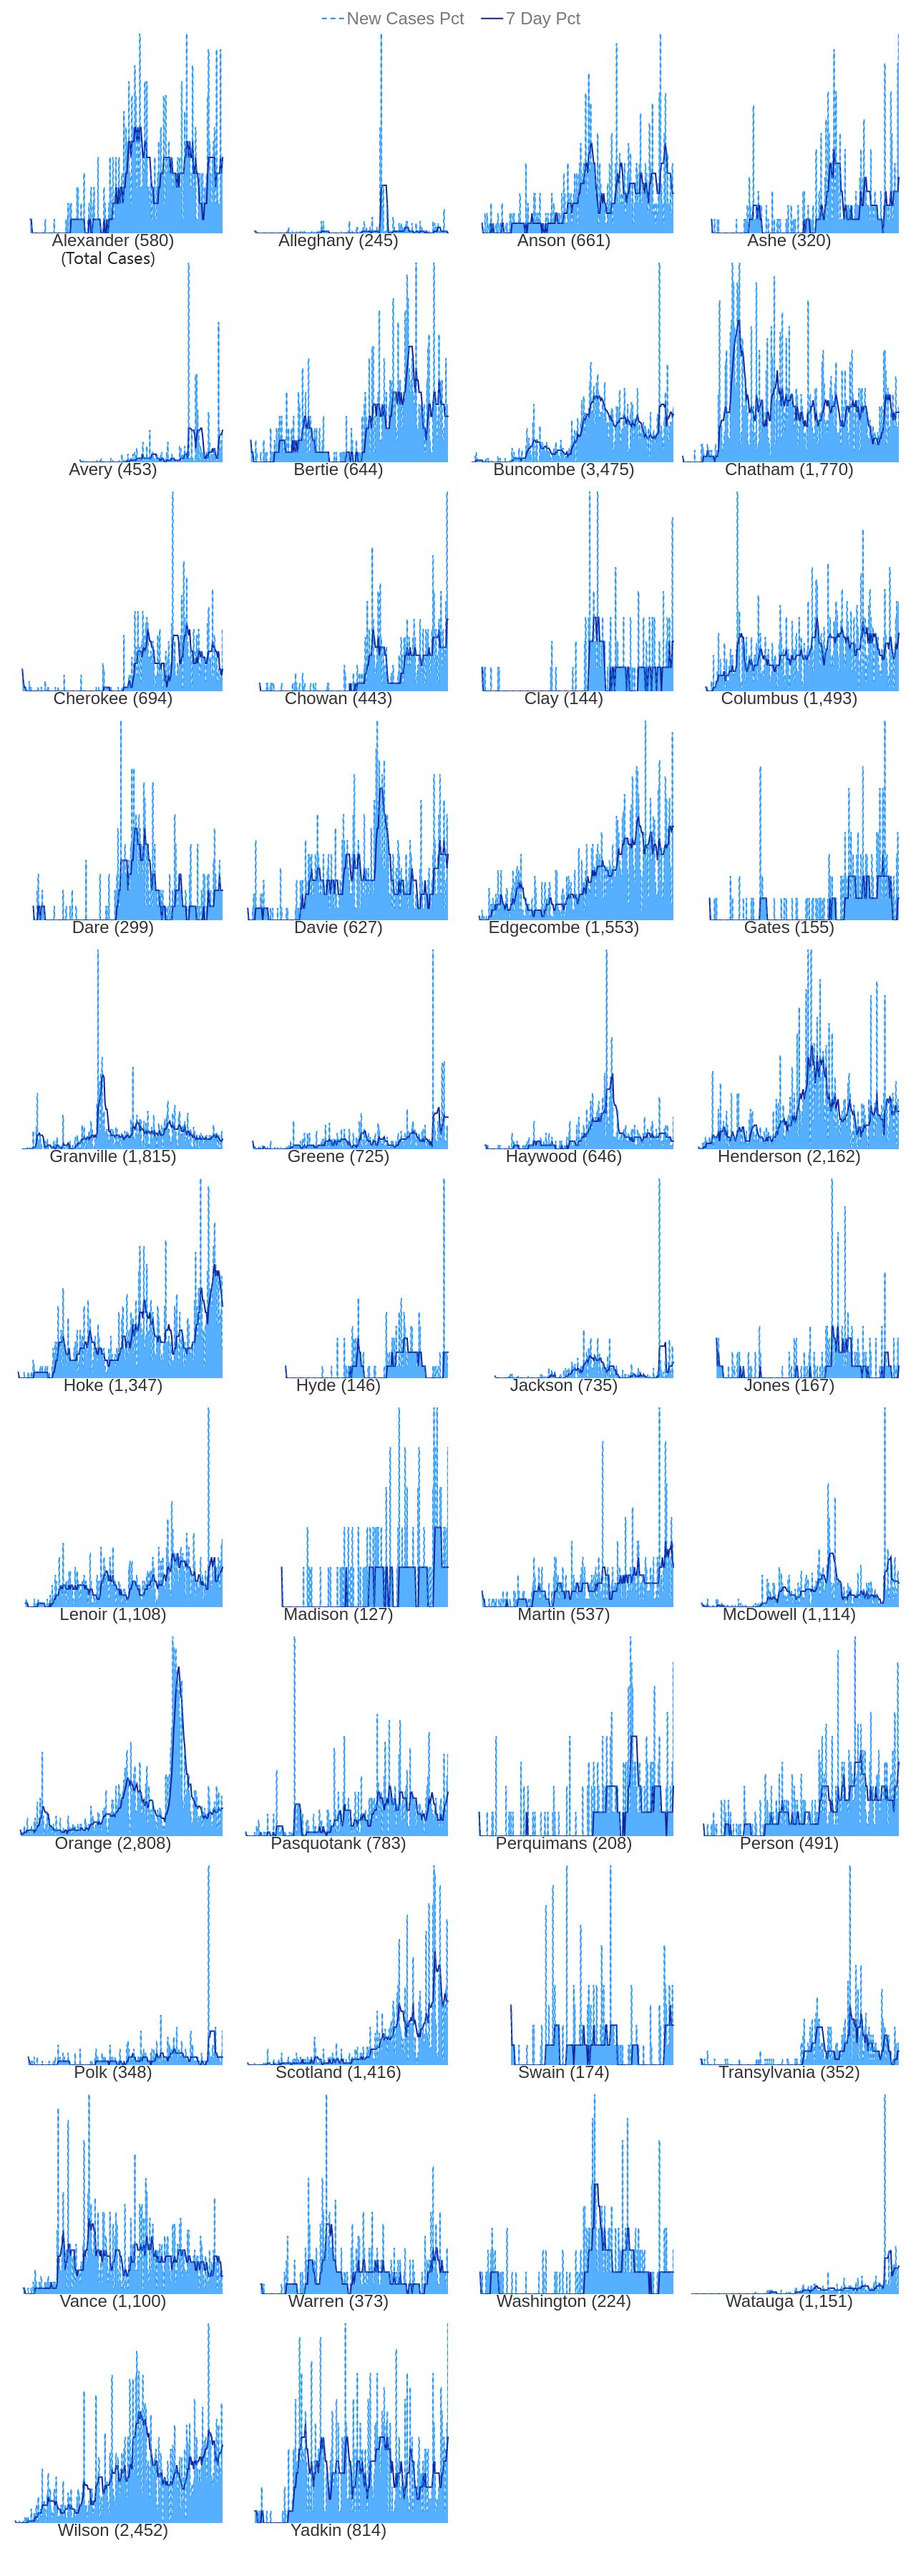 New Cases Pct 7 Day Pct
Alexander (580) Alleghany (245) Anson (661) Ashe (320)
(Total Cases)
Avery (453) Bertie (644) Buncombe (3,475) Chatham (1,770)
Cherokee (694) Chowan (443) Clay (144) Columbus (1,493)
Dare (299) Davie (627) Edgecombe (1,553) Gates (155)
Granville (1,815) Greene (725) Haywood (646) Henderson (2,162)
Hoke (1,347) Hyde (146) Jackson (735) Jones (167)
Lenoir (1,108) Madison (127) Martin (537) McDowell (1,114)
Orange (2,808) Pasquotank (783) Perquimans (208) Person (491)
Polk (348) Scotland (1,416) Swain (174) Transylvania (352)
Vance (1,100) Warren (373) Washington (224) Watauga (1,151)
Wilson (2,452) Yadkin (814)